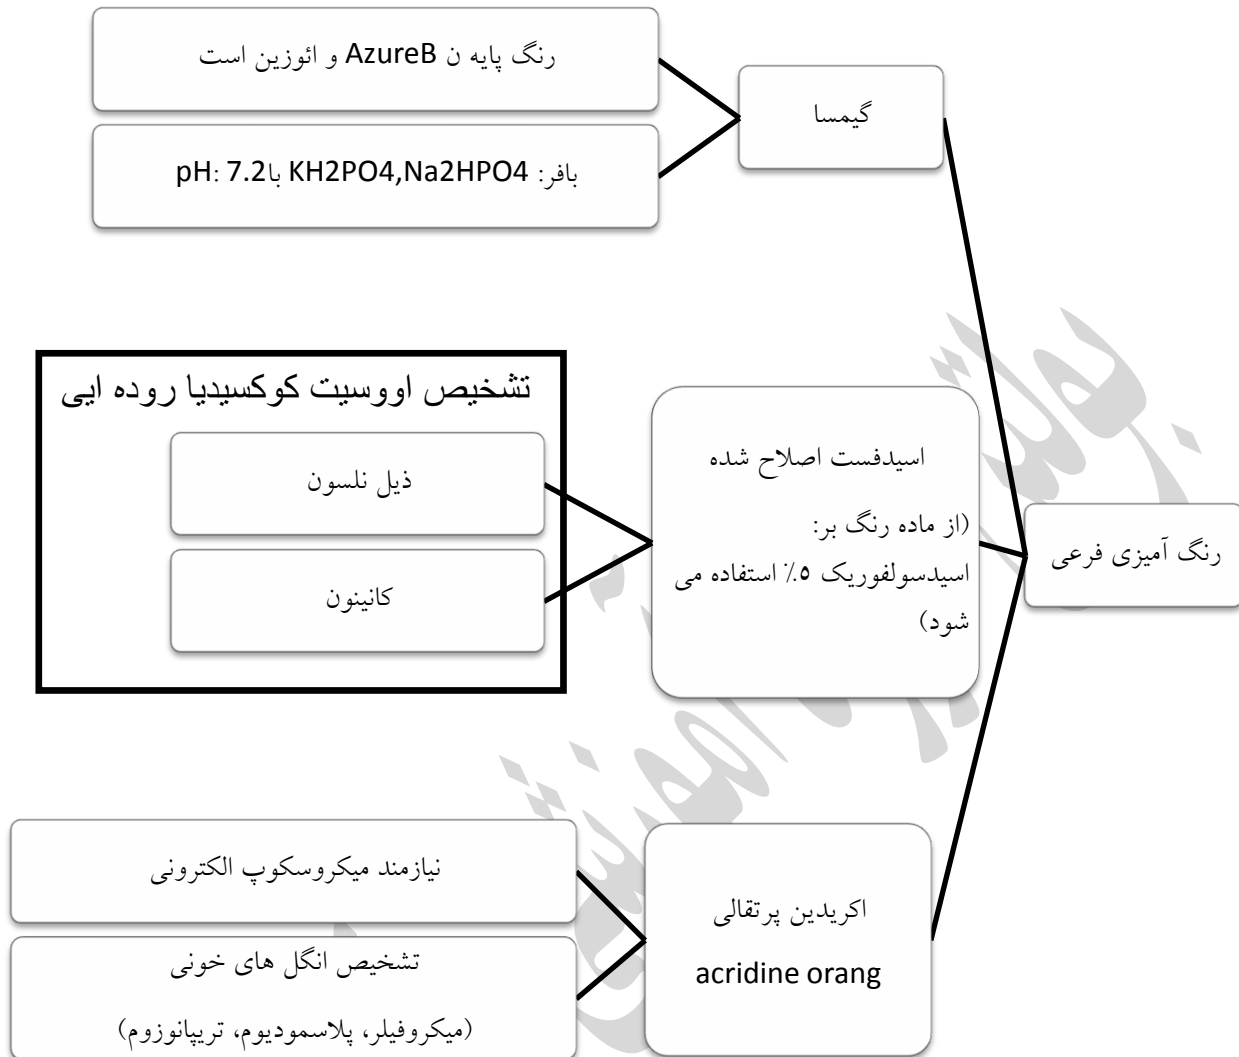 رنگ آمیزی فرعی
گیمسا
رنگ پایه ن AzureB و ائوزین است
بافر: KH2PO4,Na2HPO4 با pH: 7.2
اسیدفست اصلاح شده
(از ماده رنگ بر:
اسیدسولفوریک ۵٪ استفاده می
شود)
تشخیص اووسیت کوکسیدیا روده ایی
ذیل نلسون
کانینون
اکریدین پرتقالی
acridine orang
نیازمند میکروسکوپ الکترونی
تشخیص انگل های خونی
(میکروفیلر، پلاسمودیوم، تریپانوزوم)